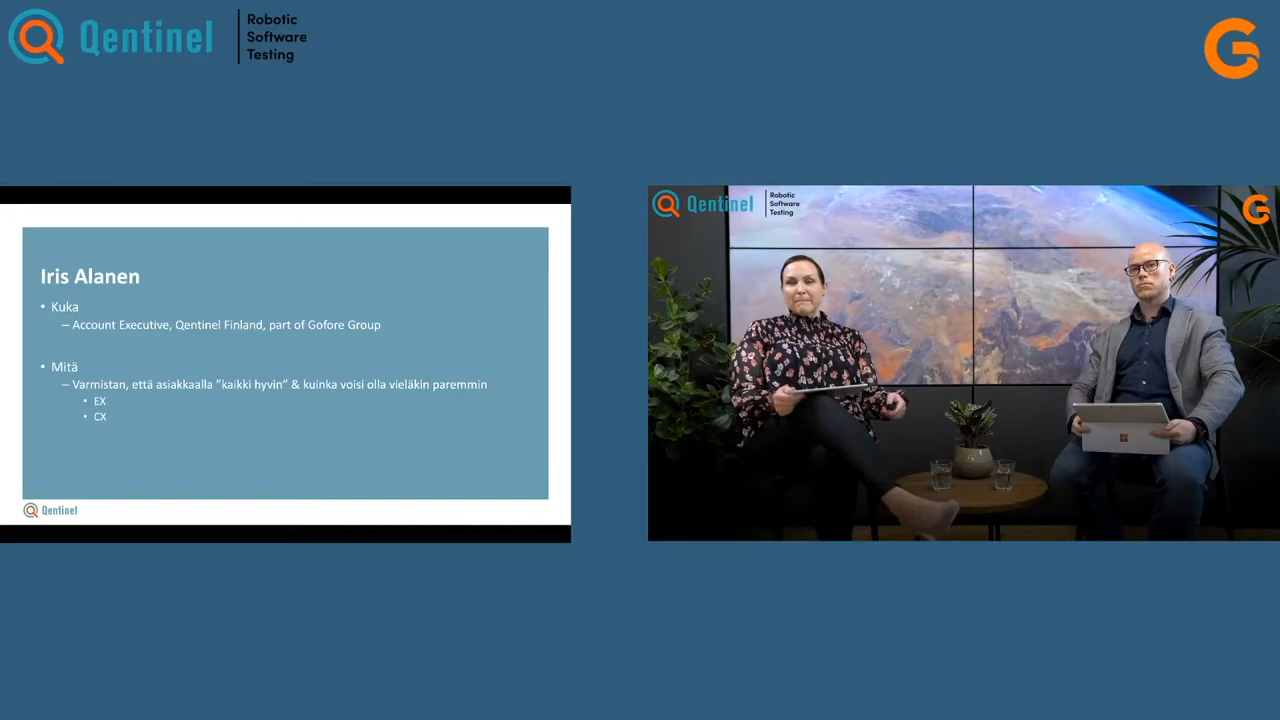 Qentinel
Robotic
Software
Testing
G
Iris Alanen
• Kuka
– Account Executive, Qentinel Finland, part of Gofore Group
• Mitä
– Varmistan, että asiakkaalla ”kaikki hyvin” & kuinka voisi olla vieläkin paremmin
• EX
• CX
Qentinel
Qentinel
Robotic
Software
Testing
G